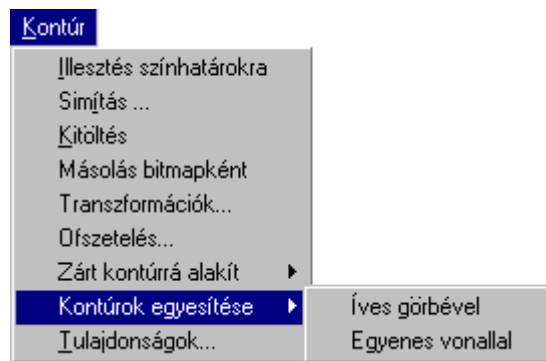 Kontúr
Illesztés színhatárokra
Simítás ...
Kitöltés
Másolás bitmapként
Transzformációk...
Ofszetelés...
Zárt kontúrrá alakít
Kontúrok egyesítése
Íves görbével
Tulajdonságok...
Egyenes vonallal